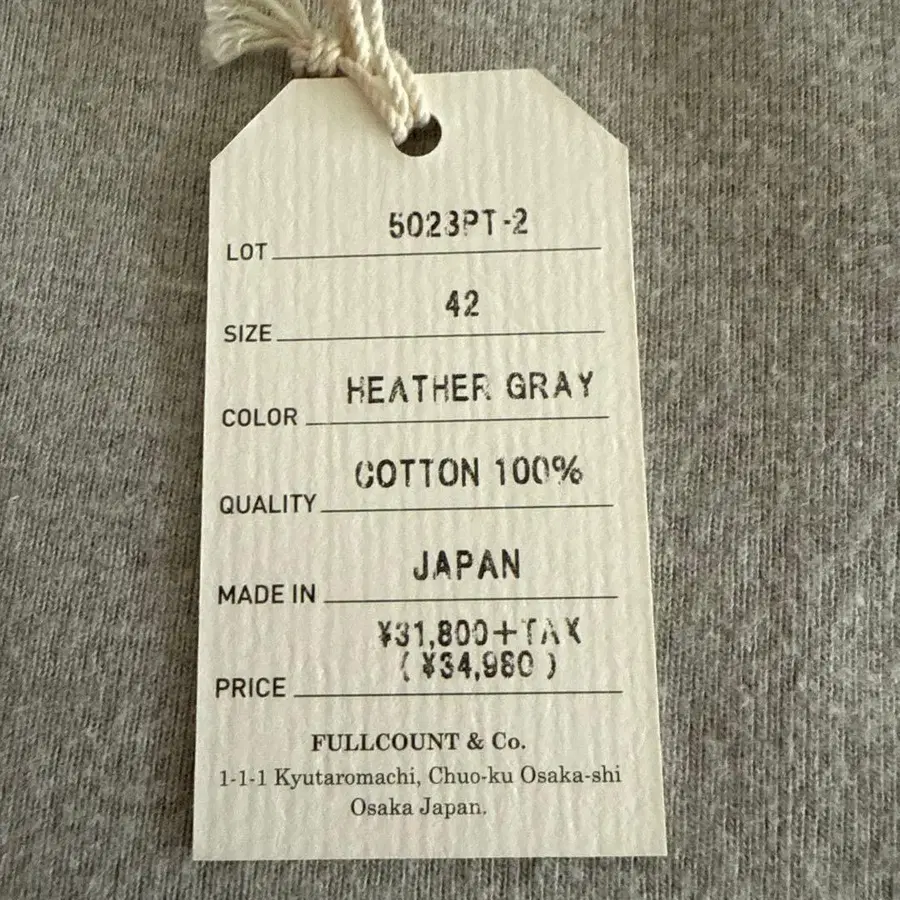 LOT 5023PT-2
SIZE 42
COLOR HEATHER GRAY
QUALITY COTTON 100%
MADE IN JAPAN
¥31,800+TAX
PRICE (¥34,980)
FULLCOUNT & Co.
1-1-1 Kyutaromachi, Chuo-ku Osaka-shi
Osaka Japan.